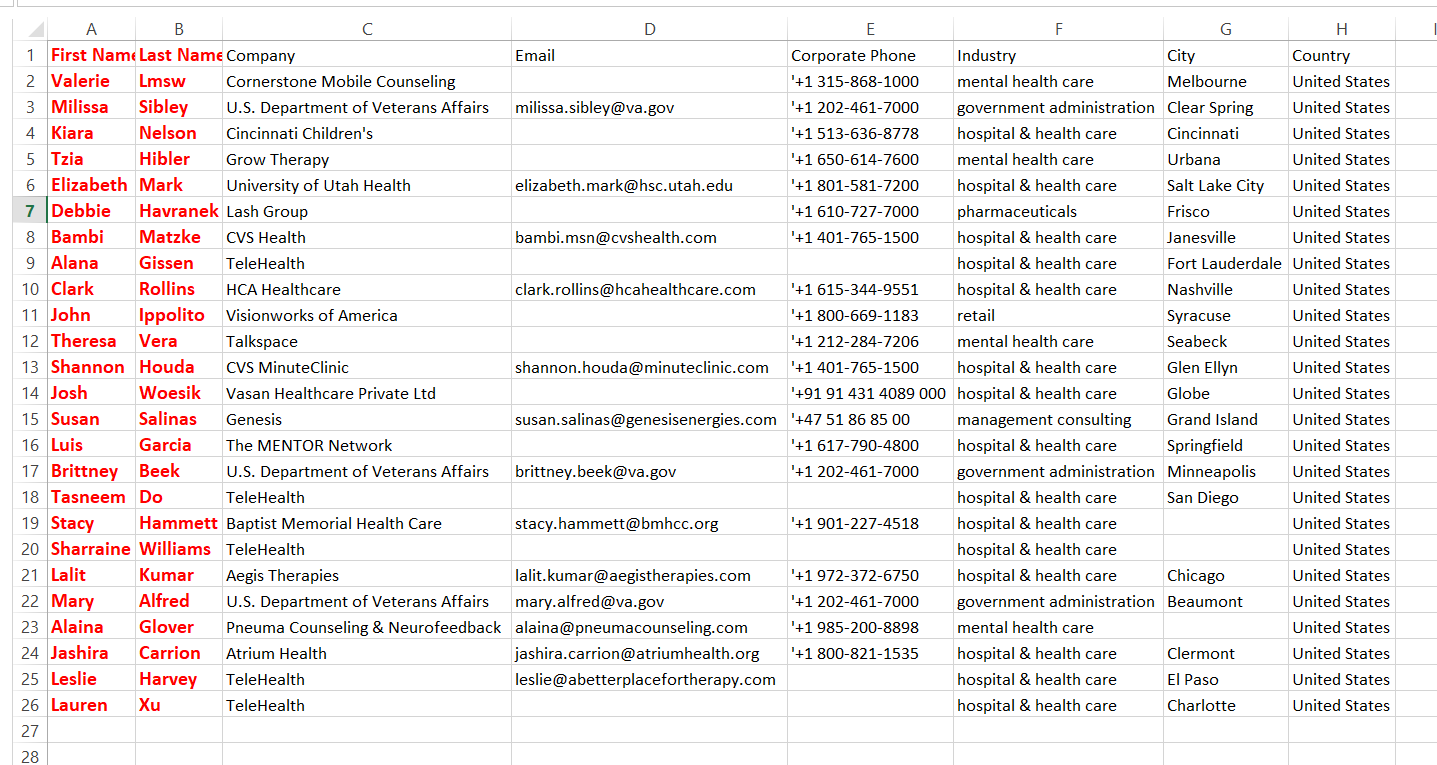 A B C D E F G H I
1 First Name Last Name Company Email Corporate Phone Industry City Country
2 Valerie Lmsw Cornerstone Mobile Counseling '+1 315-868-1000 mental health care Melbourne United States
3 Milissa Sibley U.S. Department of Veterans Affairs milissa.sibley@va.gov '+1 202-461-7000 government administration Clear Spring United States
4 Kiara Nelson Cincinnati Children's '+1 513-636-8778 hospital & health care Cincinnati United States
5 Tzia Hibler Grow Therapy '+1 650-614-7600 mental health care Urbana United States
6 Elizabeth Mark University of Utah Health elizabeth.mark@hsc.utah.edu '+1 801-581-7200 hospital & health care Salt Lake City United States
7 Debbie Havranek Lash Group '+1 610-727-7000 pharmaceuticals Frisco United States
8 Bambi Matzke CVS Health bambi.msn@cvshealth.com '+1 401-765-1500 hospital & health care Janesville United States
9 Alana Gissen TeleHealth hospital & health care Fort Lauderdale United States
10 Clark Rollins HCA Healthcare clark.rollins@hcahealthcare.com '+1 615-344-9551 hospital & health care Nashville United States
11 John Ippolito Visionworks of America '+1 800-669-1183 retail Syracuse United States
12 Theresa Vera Talkspace '+1 212-284-7206 mental health care Seabeck United States
13 Shannon Houda CVS MinuteClinic shannon.houda@minuteclinic.com '+1 401-765-1500 hospital & health care Glen Ellyn United States
14 Josh Woesik Vasan Healthcare Private Ltd '+91 91 431 4089 000 hospital & health care Globe United States
15 Susan Salinas Genesis susan.salinas@genesisenergies.com '+47 51 86 85 00 management consulting Grand Island United States
16 Luis Garcia The MENTOR Network '+1 617-790-4800 hospital & health care Springfield United States
17 Brittney Beek U.S. Department of Veterans Affairs brittney.beek@va.gov '+1 202-461-7000 government administration Minneapolis United States
18 Tasneem Do TeleHealth hospital & health care San Diego United States
19 Stacy Hammett Baptist Memorial Health Care stacy.hammett@bmhcc.org '+1 901-227-4518 hospital & health care United States
20 Sharraine Williams TeleHealth hospital & health care United States
21 Lalit Kumar Aegis Therapies lalit.kumar@aegistherapies.com '+1 972-372-6750 hospital & health care Chicago United States
22 Mary Alfred U.S. Department of Veterans Affairs mary.alfred@va.gov '+1 202-461-7000 government administration Beaumont United States
23 Alaina Glover Pneuma Counseling & Neurofeedback alaina@pneumacounseling.com '+1 985-200-8898 mental health care United States
24 Jashira Carrion Atrium Health jashira.carrion@atriumhealth.org '+1 800-821-1535 hospital & health care Clermont United States
25 Leslie Harvey TeleHealth leslie@abetterplacefortherapy.com hospital & health care El Paso United States
26 Lauren Xu TeleHealth hospital & health care Charlotte United States
27
28